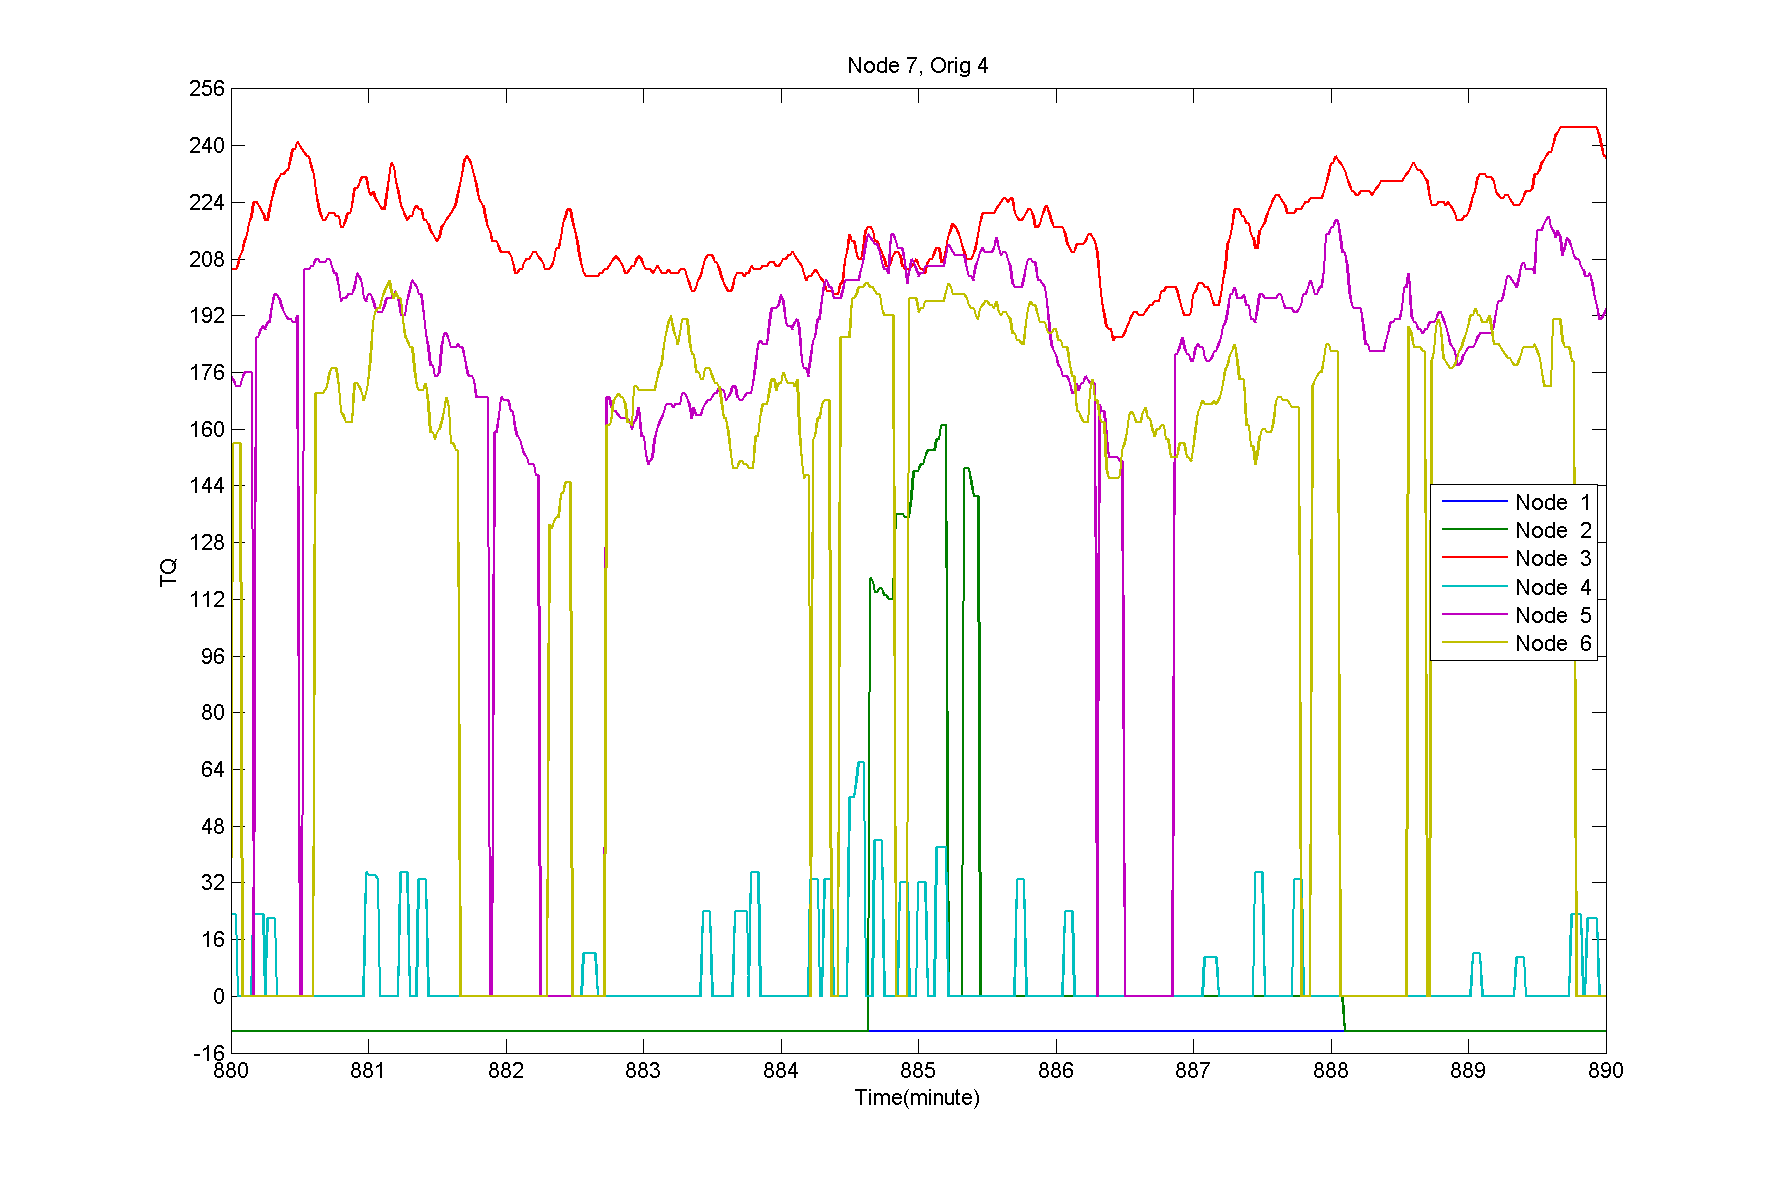 Node 7, Orig 4
256
240
224
208
192
176
160
144
128
112
96
80
64
48
32
16
0
-16
TQ
Node 1
Node 2
Node 3
Node 4
Node 5
Node 6
880 881 882 883 884 885 886 887 888 889 890
Time(minute)